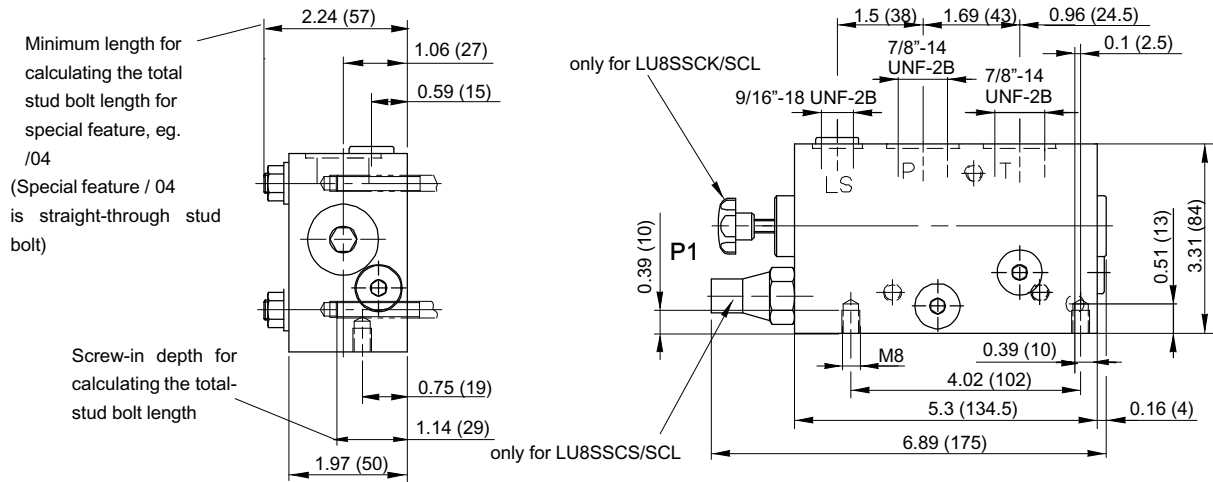 2.24 (57)
Minimum length for
calculating the total
stud bolt length for
special feature, eg.
/04
(Special feature / 04
is straight-through stud
bolt)
1.06 (27)
0.59 (15)
Screw-in depth for
calculating the total-
stud bolt length
0.75 (19)
1.14 (29)
1.97 (50)
1.5 (38)
1.69 (43)
0.96 (24.5)
0.1 (2.5)
only for LU8SSCK/SCL
7/8”-14
UNF-2B
7/8”-14
UNF-2B
9/16”-18 UNF-2B
LS
P
T
P1
0.39 (10)
0.51 (13)
3.31 (84)
M8
0.39 (10)
4.02 (102)
5.3 (134.5)
0.16 (4)
only for LU8SSCS/SCL
6.89 (175)